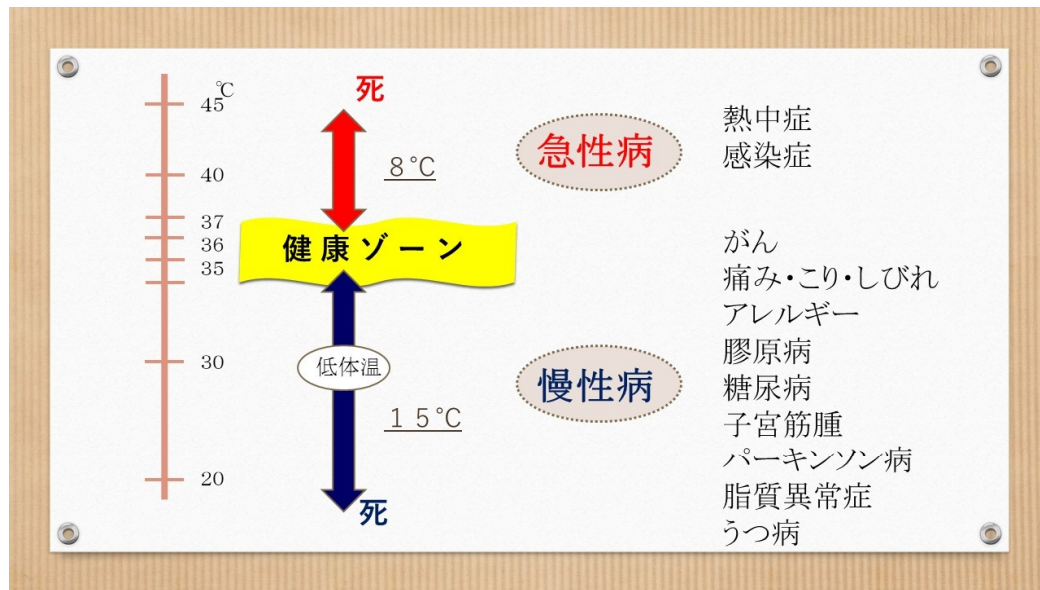 ℃
45
40
37
36
35
30
20
死
8℃
健康ゾーン
低体温
15℃
死
急性病
熱中症
感染症
慢性病
がん
痛み・こり・しびれ
アレルギー
膠原病
糖尿病
子宮筋腫
パーキンソン病
脂質異常症
うつ病